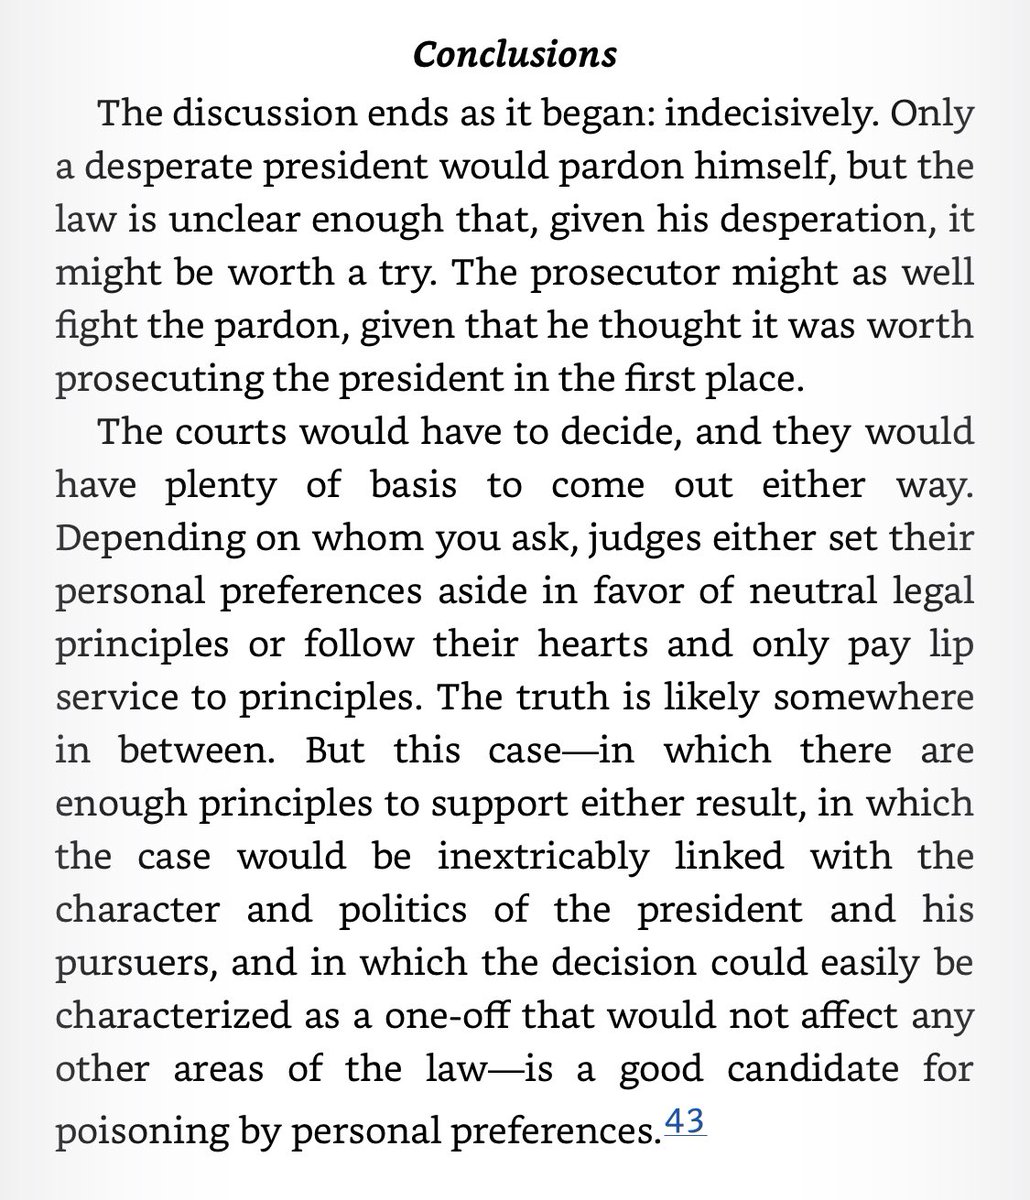 Conclusions
The discussion ends as it began: indecisively. Only
a desperate president would pardon himself, but the
law is unclear enough that, given his desperation, it
might be worth a try. The prosecutor might as well
fight the pardon, given that he thought it was worth
prosecuting the president in the first place.
The courts would have to decide, and they would
have plenty of basis to come out either way.
Depending on whom you ask, judges either set their
personal preferences aside in favor of neutral legal
principles or follow their hearts and only pay lip
service to principles. The truth is likely somewhere
in between. But this case—in which there are
enough principles to support either result, in which
the case would be inextricably linked with the
character and politics of the president and his
pursuers, and in which the decision could easily be
characterized as a one-off that would not affect any
other areas of the law—is a good candidate for
poisoning by personal preferences.43